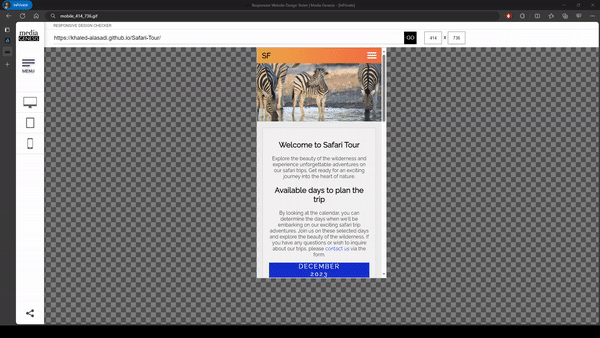 InPrivate
Responsive Website Design Tester | Media Genesis - [InPrivate]
mobile_414_736.gif
media
GENESIS
RESPONSIVE DESIGN CHECKER
https://khaled-alasadi.github.io/Safari-Tour/
GO
414
X
736
MENU
SF
Welcome to Safari Tour
Explore the beauty of the wilderness and
experience unforgettable adventures on
our safari trips. Get ready for an exciting
journey into the heart of nature.
Available days to plan the
trip
By looking at the calendar, you can
determine the days when we'll be
embarking on our exciting safari trip
adventures. Join us on these selected days
and explore the beauty of the wilderness. If
you have any questions or wish to inquire
about our trips, please contact us via the
form.
DECEMBER
2023